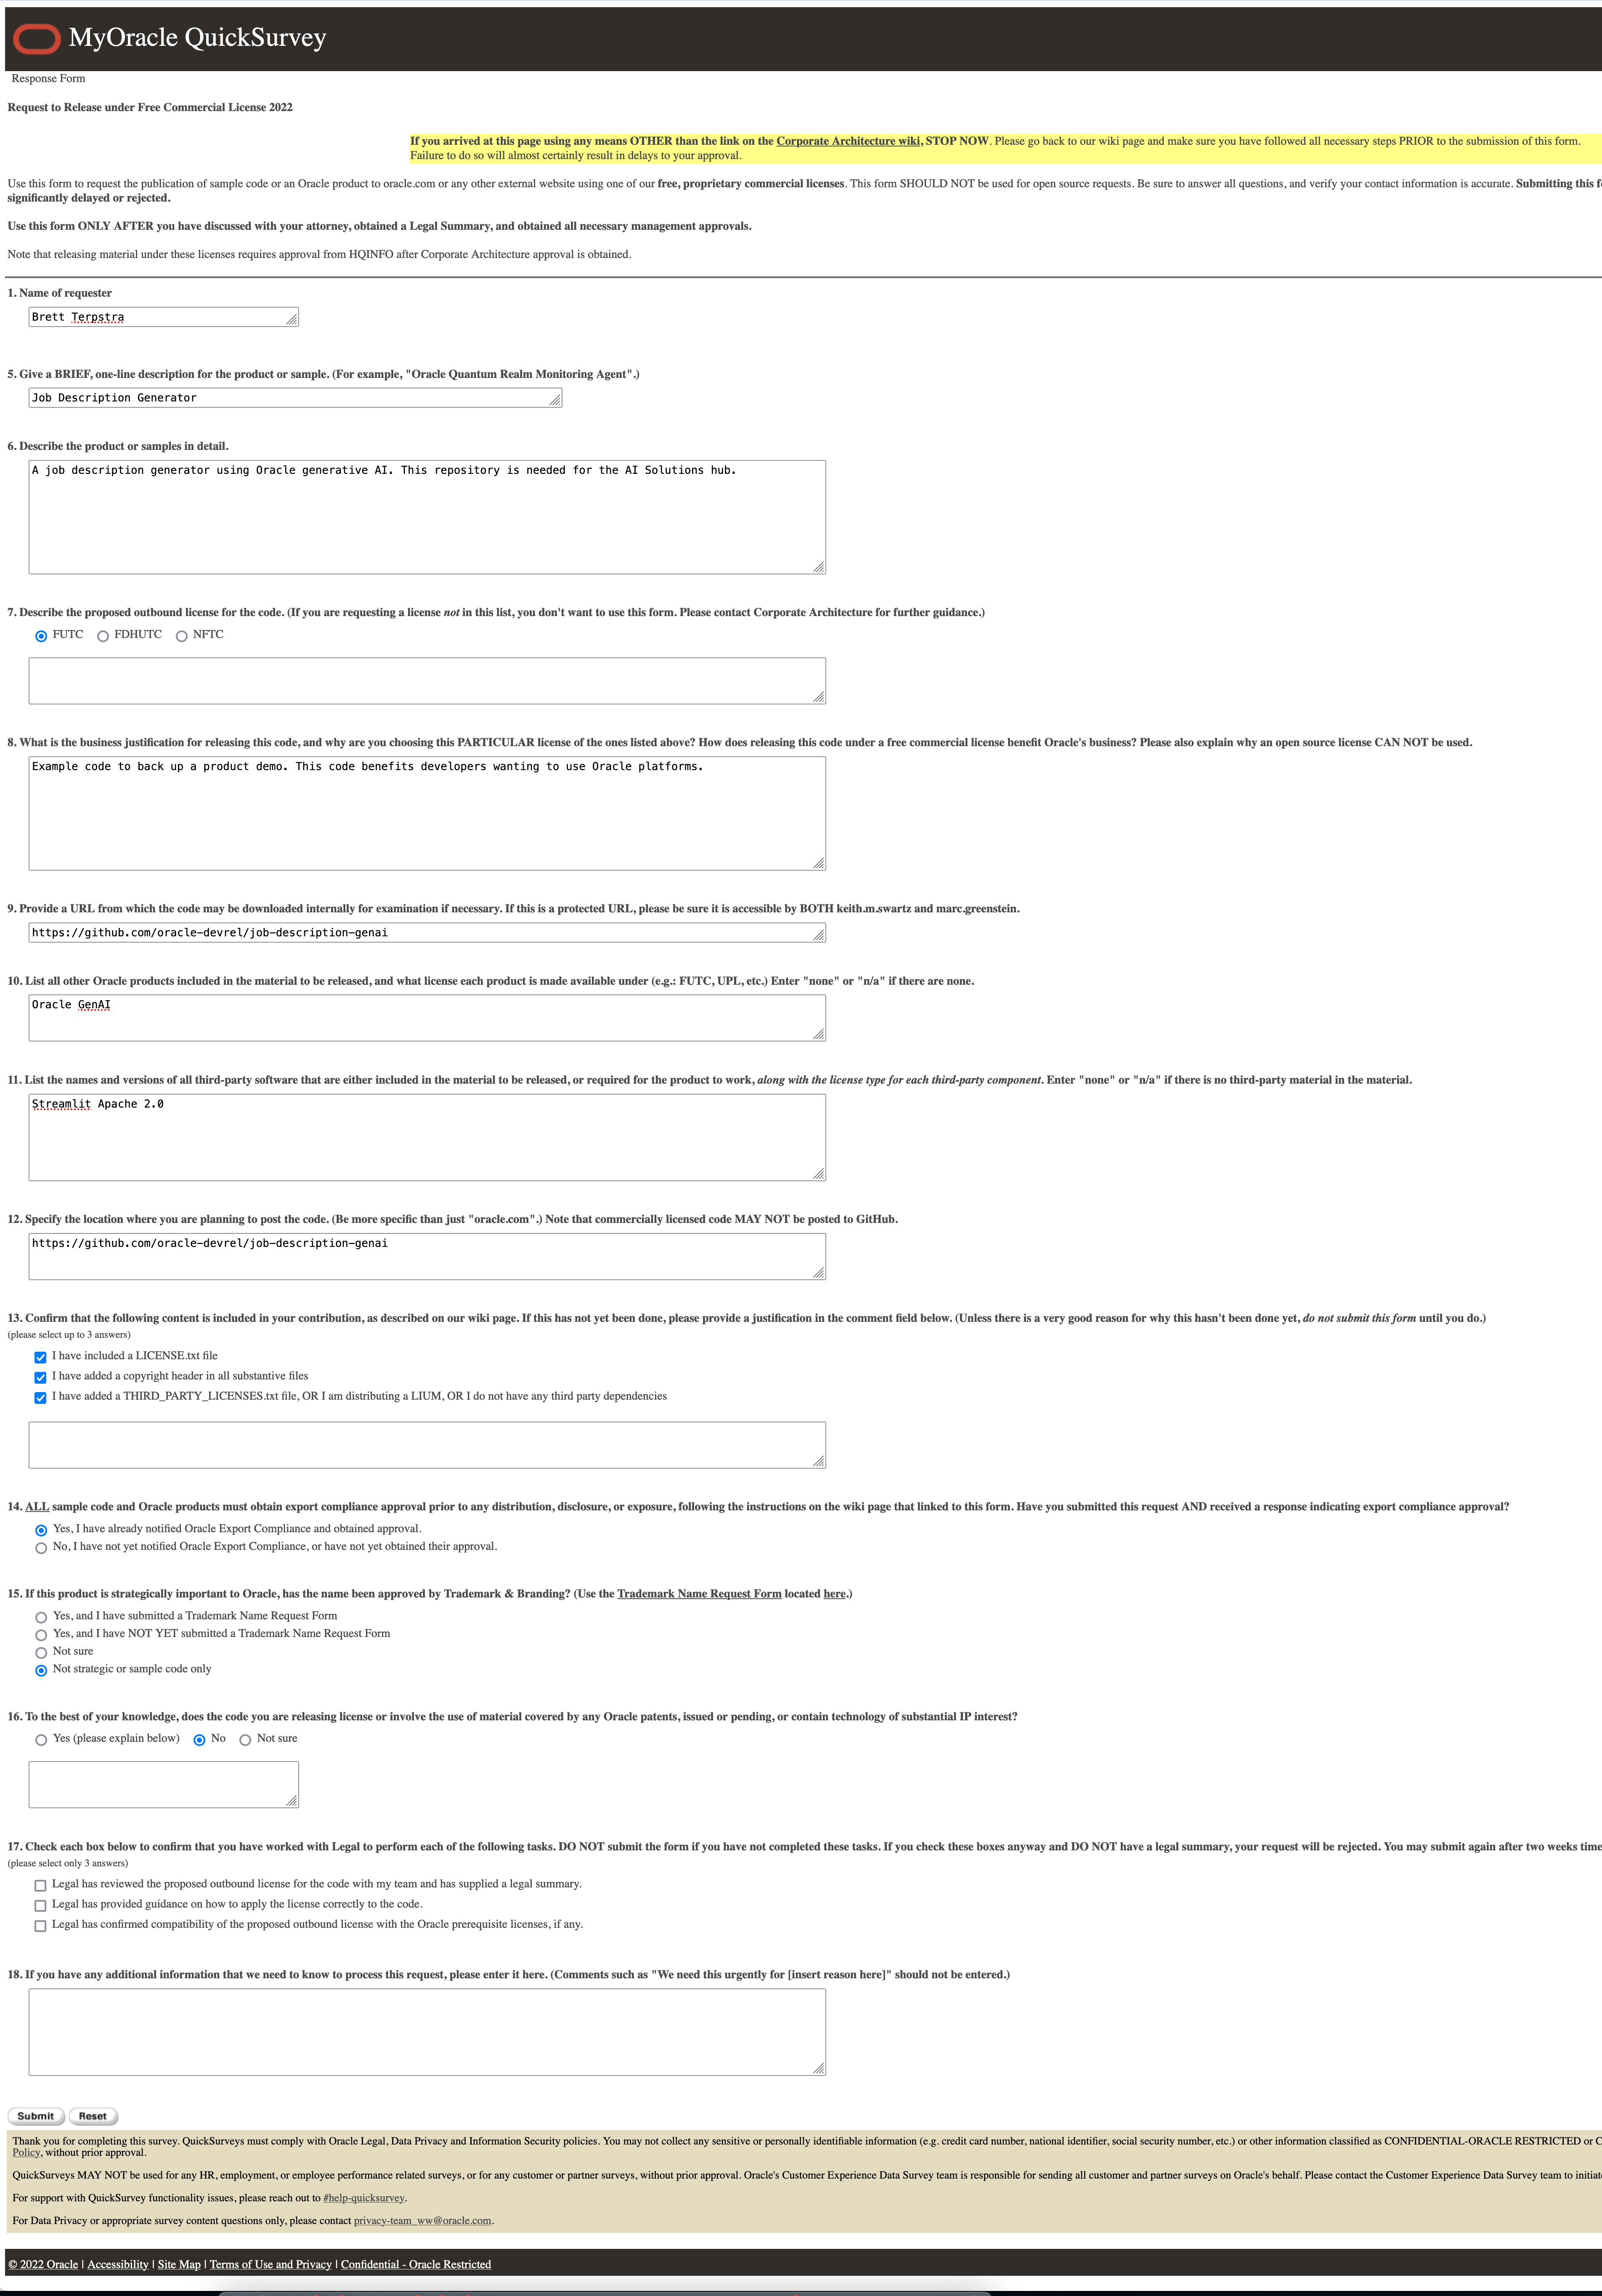 MyOracle QuickSurvey
Response Form
Request to Release under Free Commercial License 2022
If you arrived at this page using any means OTHER than the link on the Corporate Architecture wiki, STOP NOW. Please go back to our wiki page and make sure you have followed all necessary steps PRIOR to the submission of this form.
Failure to do so will almost certainly result in delays to your approval.
Use this form to request the publication of sample code or an Oracle product to oracle.com or any other external website using one of our free, proprietary commercial licenses. This form SHOULD NOT be used for open source requests. Be sure to answer all questions, and verify your contact information is accurate. Submitting this
significantly delayed or rejected.
Use this form ONLY AFTER you have discussed with your attorney, obtained a Legal Summary, and obtained all necessary management approvals.
Note that releasing material under these licenses requires approval from HQINFO after Corporate Architecture approval is obtained.
1. Name of requester
Brett Terpstra
5. Give a BRIEF, one-line description for the product or sample. (For example, "Oracle Quantum Realm Monitoring Agent".)
Job Description Generator
6. Describe the product or samples in detail.
A job description generator using Oracle generative AI. This repository is needed for the AI Solutions hub.
7. Describe the proposed outbound license for the code. (If you are requesting a license not in this list, you don't want to use this form. Please contact Corporate Architecture for further guidance.)
FUTC FDHUTC NFTC
8. What is the business justification for releasing this code, and why are you choosing this PARTICULAR license of the ones listed above? How does releasing this code under a free commercial license benefit Oracle's business? Please also explain why an open source license CAN NOT be used.
Example code to back up a product demo. This code benefits developers wanting to use Oracle platforms.
9. Provide a URL from which the code may be downloaded internally for examination if necessary. If this is a protected URL, please be sure it is accessible by BOTH keith.m.swartz and marc.greenstein.
https://github.com/oracle-devrel/job-description-genai
10. List all other Oracle products included in the material to be released, and what license each product is made available under (e.g.: FUTC, UPL, etc.) Enter "none" or "n/a" if there are none.
Oracle GenAI
11. List the names and versions of all third-party software that are either included in the material to be released, or required for the product to work, along with the license type for each third-party component. Enter "none" or "n/a" if there is no third-party material in the material.
Streamlit Apache 2.0
12. Specify the location where you are planning to post the code. (Be more specific than just "oracle.com".) Note that commercially licensed code MAY NOT be posted to GitHub.
https://github.com/oracle-devrel/job-description-genai
13. Confirm that the following content is included in your contribution, as described on our wiki page. If this has not yet been done, please provide a justification in the comment field below. (Unless there is a very good reason for why this hasn't been done yet, do not submit this form until you do.)
(please select up to 3 answers)
I have included a LICENSE.txt file
I have added a copyright header in all substantive files
I have added a THIRD_PARTY_LICENSES.txt file, OR I am distributing a LIUM, OR I do not have any third party dependencies
14. ALL sample code and Oracle products must obtain export compliance approval prior to any distribution, disclosure, or exposure, following the instructions on the wiki page that linked to this form. Have you submitted this request AND received a response indicating export compliance approval?
Yes, I have already notified Oracle Export Compliance and obtained approval.
No, I have not yet notified Oracle Export Compliance, or have not yet obtained their approval.
15. If this product is strategically important to Oracle, has the name been approved by Trademark & Branding? (Use the Trademark Name Request Form located here.)
Yes, and I have submitted a Trademark Name Request Form
Yes, and I have NOT YET submitted a Trademark Name Request Form
Not sure
Not strategic or sample code only
16. To the best of your knowledge, does the code you are releasing license or involve the use of material covered by any Oracle patents, issued or pending, or contain technology of substantial IP interest?
Yes (please explain below) No Not sure
17. Check each box below to confirm that you have worked with Legal to perform each of the following tasks. DO NOT submit the form if you have not completed these tasks. If you check these boxes anyway and DO NOT have a legal summary, your request will be rejected. You may submit again after two weeks time
(please select only 3 answers)
Legal has reviewed the proposed outbound license for the code with my team and has supplied a legal summary.
Legal has provided guidance on how to apply the license correctly to the code.
Legal has confirmed compatibility of the proposed outbound license with the Oracle prerequisite licenses, if any.
18. If you have any additional information that we need to know to process this request, please enter it here. (Comments such as "We need this urgently for [insert reason here]" should not be entered.)
Submit Reset
Thank you for completing this survey. QuickSurveys must comply with Oracle Legal, Data Privacy and Information Security policies. You may not collect any sensitive or personally identifiable information (e.g. credit card number, national identifier, social security number, etc.) or other information classified as CONFIDENTIAL-ORACLE RESTRICTED or
Policy, without prior approval.
QuickSurveys MAY NOT be used for any HR, employment, or employee performance related surveys, or for any customer or partner surveys, without prior approval. Oracle's Customer Experience Data Survey team is responsible for sending all customer and partner surveys on Oracle's behalf. Please contact the Customer Experience Data Survey team to
For support with QuickSurvey functionality issues, please reach out to #help-quicksurvey.
For Data Privacy or appropriate survey content questions only, please contact privacy-team_ww@oracle.com.
© 2022 Oracle | Accessibility | Site Map | Terms of Use and Privacy | Confidential - Oracle Restricted